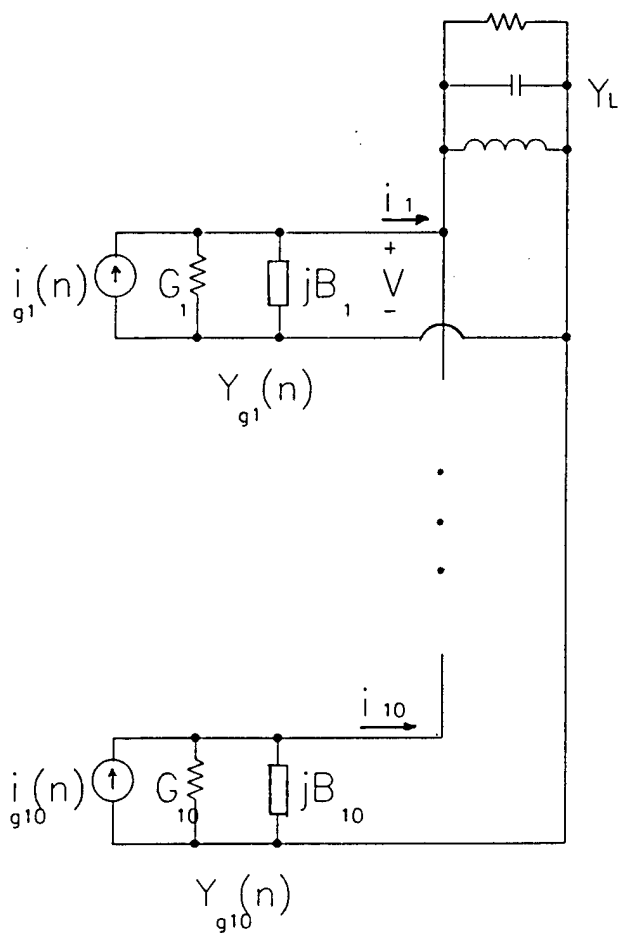 Y_L
i_1
+
i_g1(n)
G_1
jB_1
V
-
Y_g1(n)
i_10
i_g10(n)
G_10
jB_10
Y_g10(n)